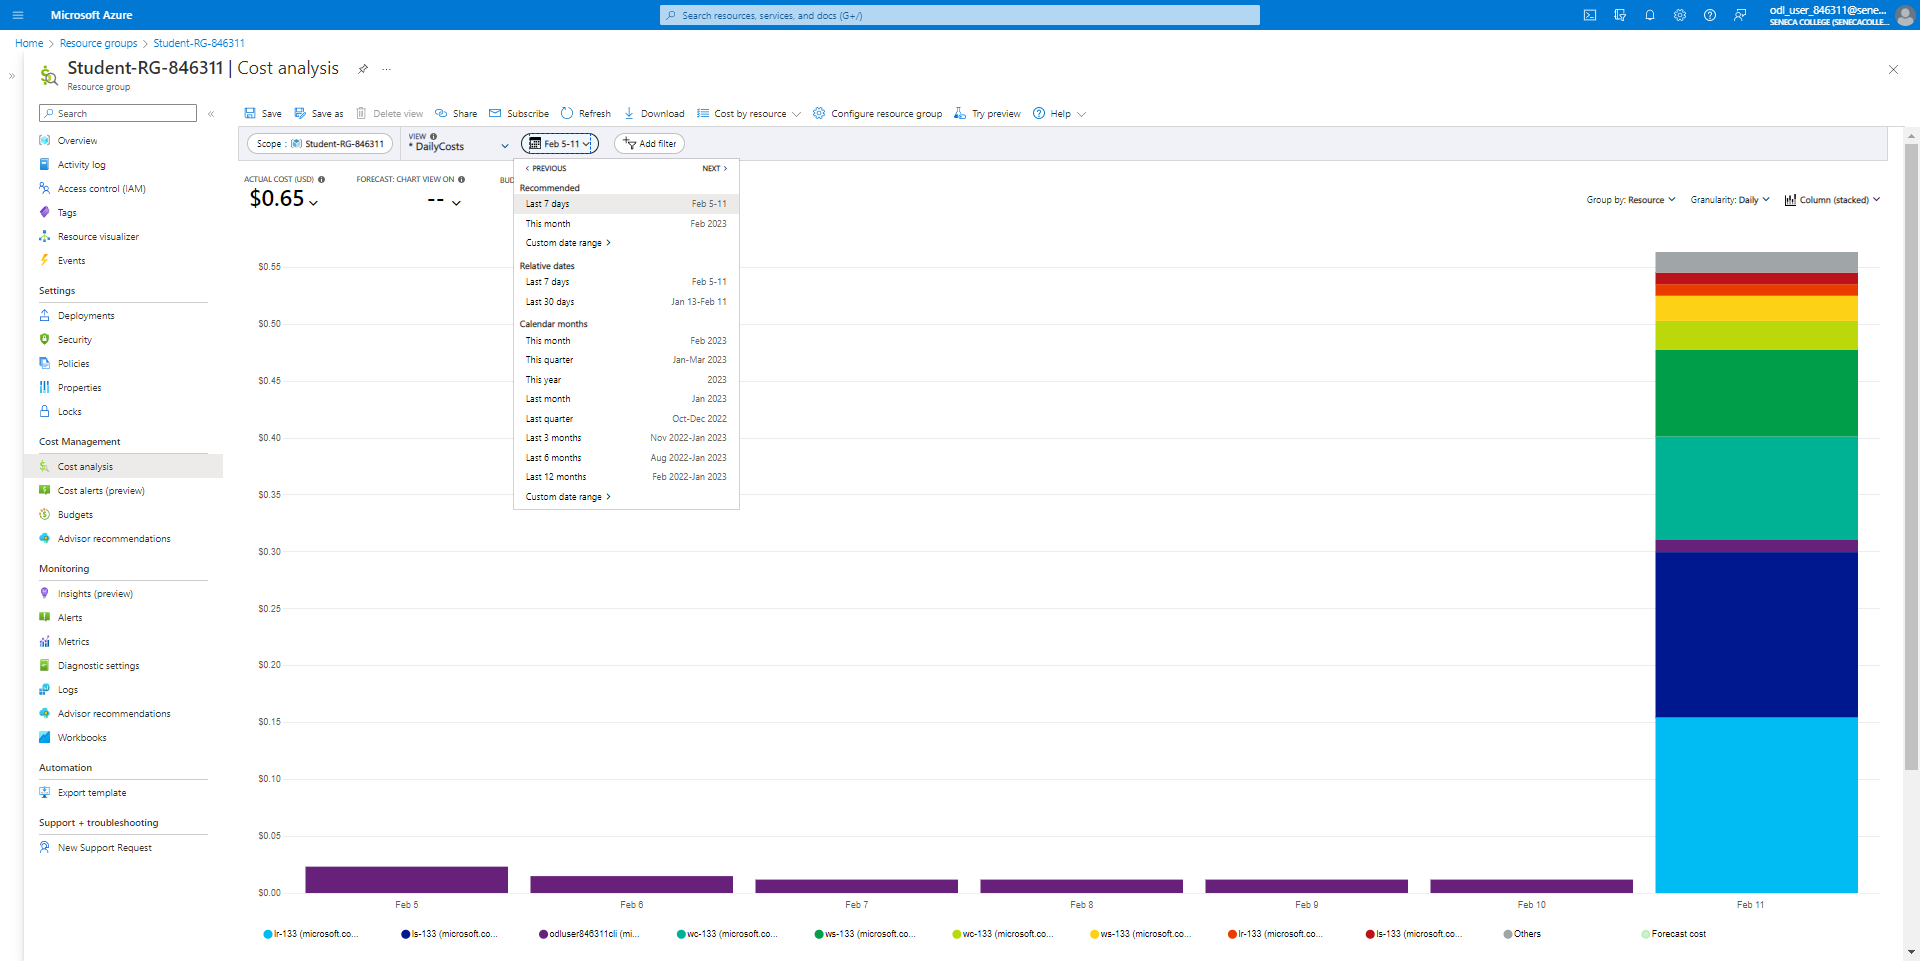 Microsoft Azure
Search resources, services, and docs (G+/)
odl_user_846311@sene...
SENECA COLLEGE (SENECACOLLE...
Home > Resource groups > Student-RG-846311
Student-RG-846311 | Cost analysis
...
Resource group
Search
Overview
Activity log
Access control (IAM)
Tags
Resource visualizer
Events
Settings
Deployments
Security
Policies
Properties
Locks
Cost Management
Cost analysis
Cost alerts (preview)
Budgets
Advisor recommendations
Monitoring
Insights (preview)
Alerts
Metrics
Diagnostic settings
Logs
Advisor recommendations
Workbooks
Automation
Export template
Support + troubleshooting
New Support Request
Save Save as Delete view Share Subscribe Refresh Download Cost by resource Configure resource group Try preview Help
Scope : Student-RG-846311
VIEW
* DailyCosts
Feb 5-11
Add filter
ACTUAL COST (USD)
$0.65
FORECAST: CHART VIEW ON
--
BUD
< PREVIOUS NEXT >
Recommended
Last 7 days Feb 5-11
This month Feb 2023
Custom date range >
Relative dates
Last 7 days Feb 5-11
Last 30 days Jan 13-Feb 11
Calendar months
This month Feb 2023
This quarter Jan-Mar 2023
This year 2023
Last month Jan 2023
Last quarter Oct-Dec 2022
Last 3 months Nov 2022-Jan 2023
Last 6 months Aug 2022-Jan 2023
Last 12 months Feb 2022-Jan 2023
Custom date range >
Group by: Resource Granularity: Daily Column (stacked)
$0.55
$0.50
$0.45
$0.40
$0.35
$0.30
$0.25
$0.20
$0.15
$0.10
$0.05
$0.00
Feb 5 Feb 6 Feb 7 Feb 8 Feb 9 Feb 10 Feb 11
lr-133 (microsoft.co... ls-133 (microsoft.co... odluser846311cli (mi... wc-133 (microsoft.co... ws-133 (microsoft.co... wc-133 (microsoft.co... ws-133 (microsoft.co... lr-133 (microsoft.co... ls-133 (microsoft.co... Others Forecast cost